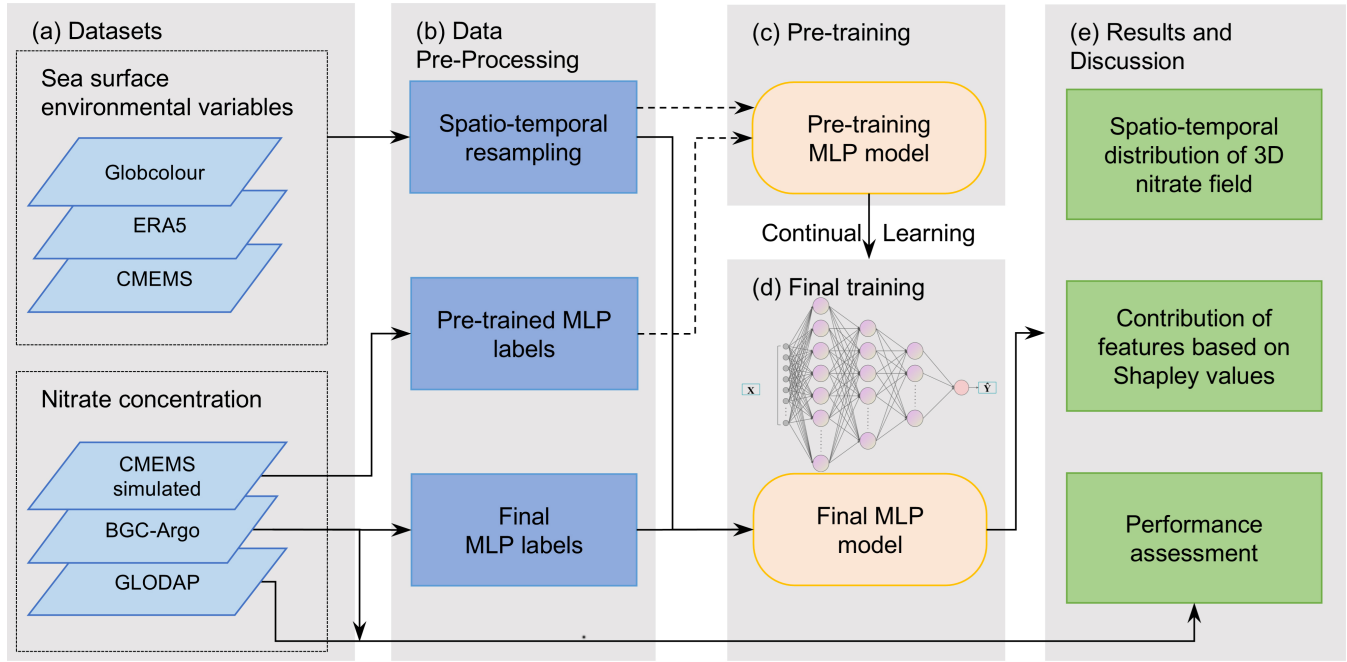 (a) Datasets
Sea surface
environmental variables
Globcolour
ERA5
CMEMS
Nitrate concentration
CMEMS
simulated
BGC-Argo
GLODAP
(b) Data
Pre-Processing
Spatio-temporal
resampling
Pre-trained MLP
labels
Final
MLP labels
(c) Pre-training
Pre-training
MLP model
Continual Learning
(d) Final training
X
Ŷ
Final MLP
model
(e) Results and
Discussion
Spatio-temporal
distribution of 3D
nitrate field
Contribution of
features based on
Shapley values
Performance
assessment